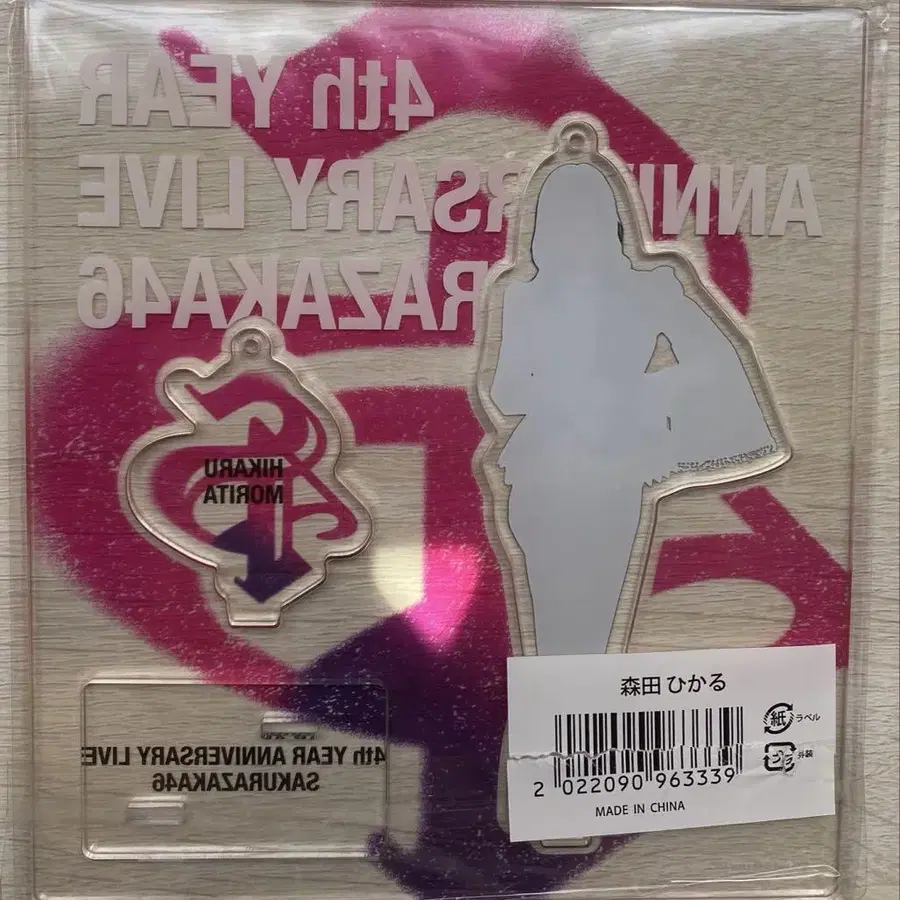 4th YEAR
ANNI RSARY LIVE
RAZAKA46
HIKARU
MORITA
4th YEAR ANNIVERSARY LIVE
SAKURAZAKA46
森田 ひかる
紙 ラベル
プラ 外装
2 022090 963339
MADE IN CHINA